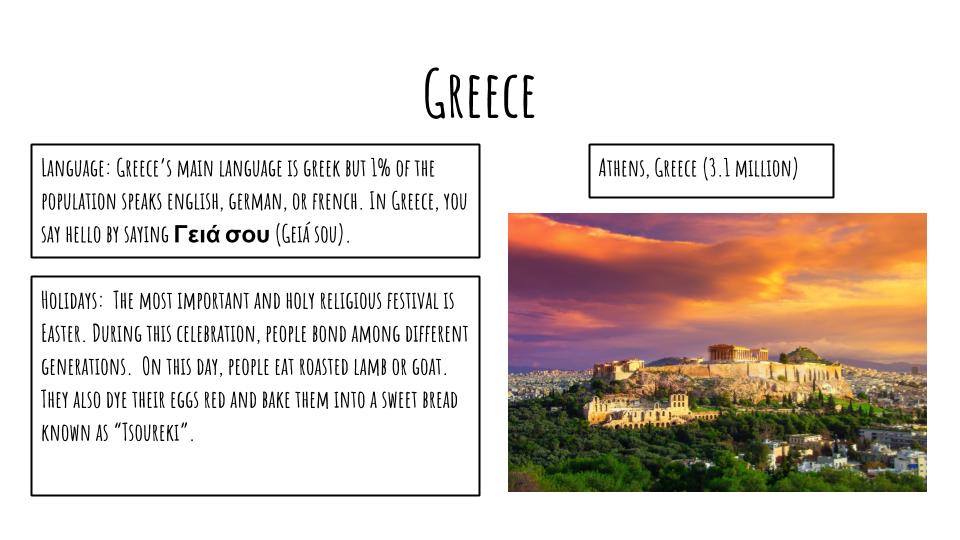 Greece
Language: Greece's main language is greek but 1% of the
population speaks english, german, or french. In Greece, you
say hello by saying Γειά σου (Geiá sou).
Athens, Greece (3.1 million)
Holidays: The most important and holy religious festival is
Easter. During this celebration, people bond among different
generations. On this day, people eat roasted lamb or goat.
They also dye their eggs red and bake them into a sweet bread
known as "Tsoureki".